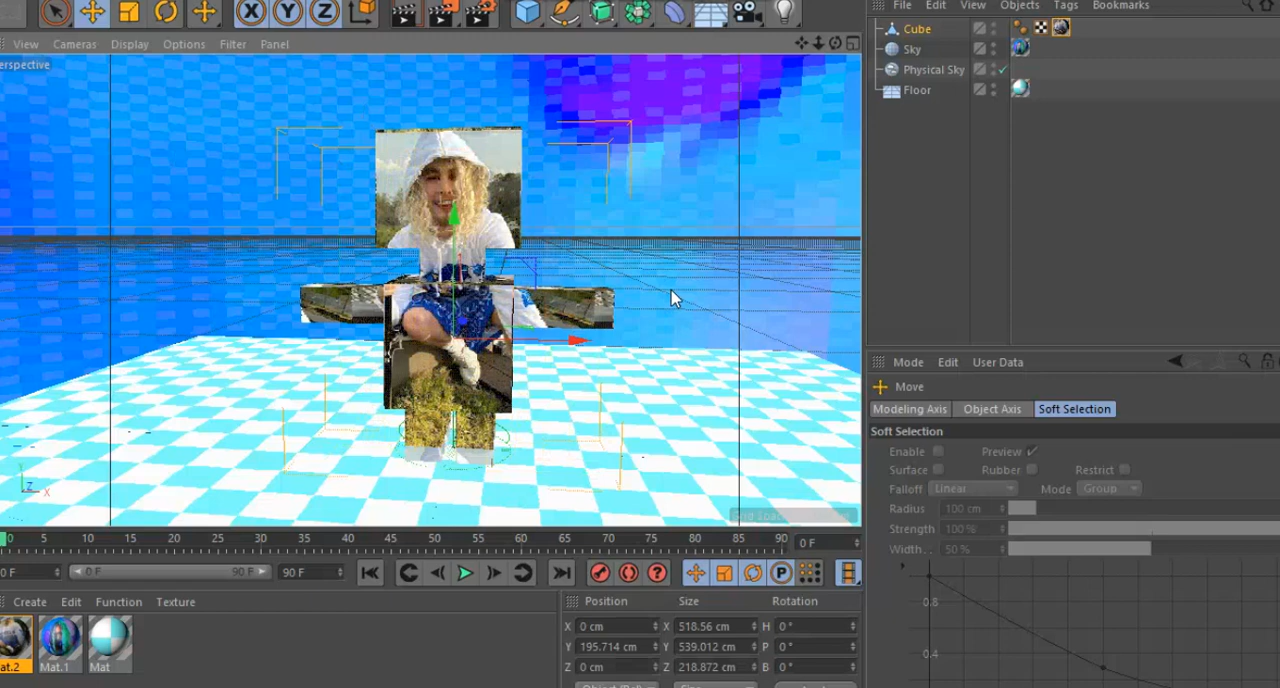 X Y Z
File Edit View Objects Tags Bookmarks
View Cameras Display Options Filter Panel
erspective
Cube
Sky
Physical Sky
Floor
Y
Z X
Mode Edit User Data
Move
Modeling Axis Object Axis Soft Selection
Soft Selection
Enable Preview
Surface Rubber Restrict
Falloff Linear Mode Group
Radius 100 cm
Strength 100 %
Width . . 50 %
0.8
0.4
0 5 10 15 20 25 30 35 40 45 50 55 60 65 70 75 80 85 90 0 F
0 F 0 F 90 F 90 F P
Create Edit Function Texture
at.2 Mat.1 Mat
Position Size Rotation
X 0 cm X 518.56 cm H 0 °
Y 195.714 cm Y 539.012 cm P 0 °
Z 0 cm Z 218.872 cm B 0 °